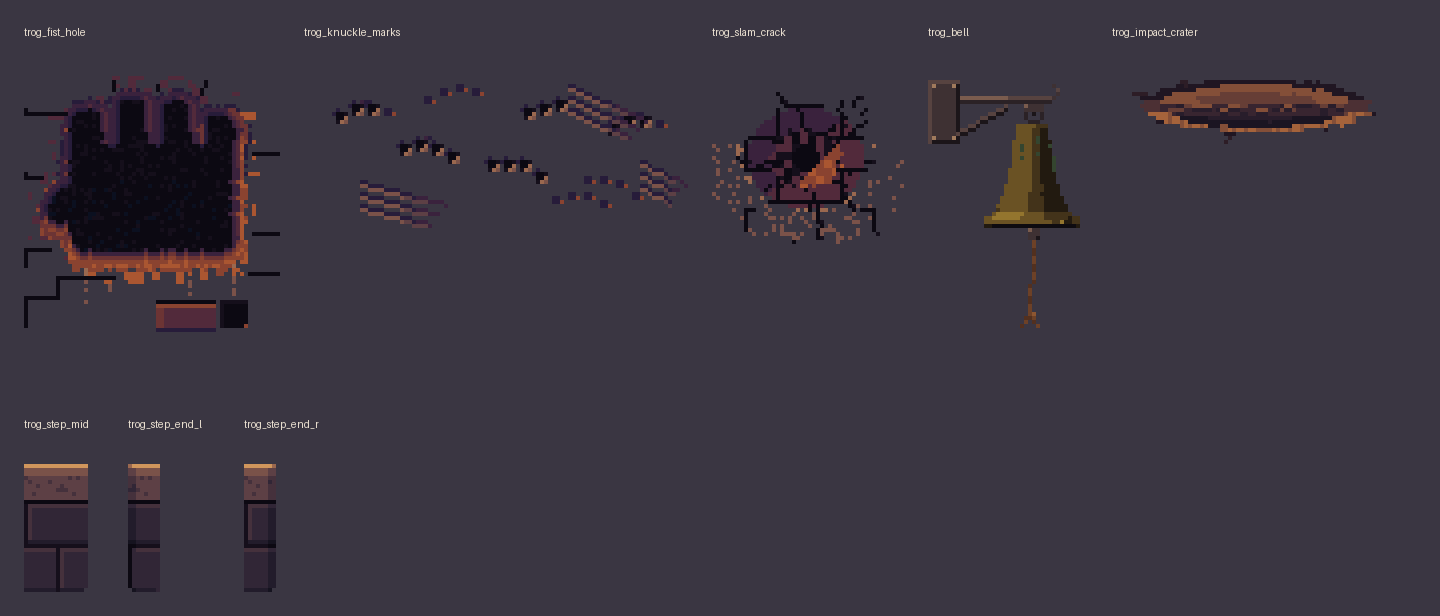 trog_fist_hole
trog_knuckle_marks
trog_slam_crack
trog_bell
trog_impact_crater
trog_step_mid
trog_step_end_l
trog_step_end_r